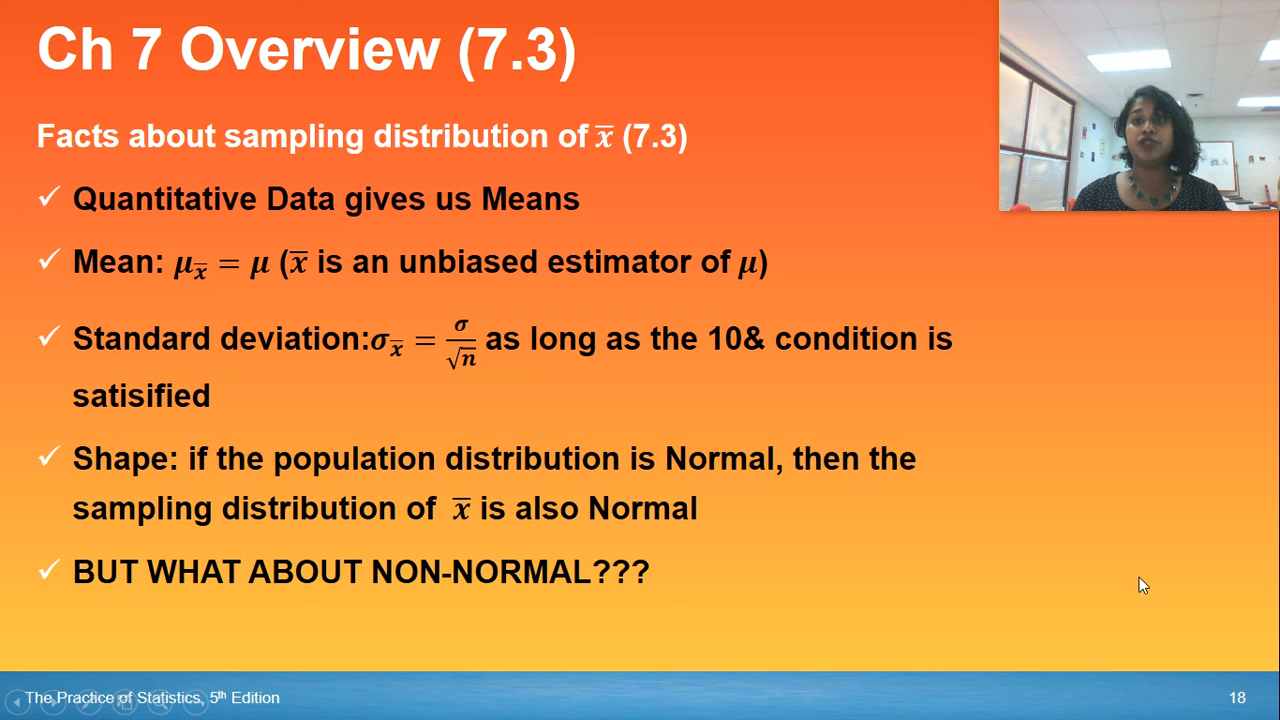 Ch 7 Overview (7.3)
Facts about sampling distribution of x̅ (7.3)
✓ Quantitative Data gives us Means
✓ Mean: μ_x̅ = μ (x̅ is an unbiased estimator of μ)
✓ Standard deviation:σ_x̅ = σ/√n as long as the 10& condition is
satisified
✓ Shape: if the population distribution is Normal, then the
sampling distribution of x̅ is also Normal
✓ BUT WHAT ABOUT NON-NORMAL???
The Practice of Statistics, 5th Edition
18